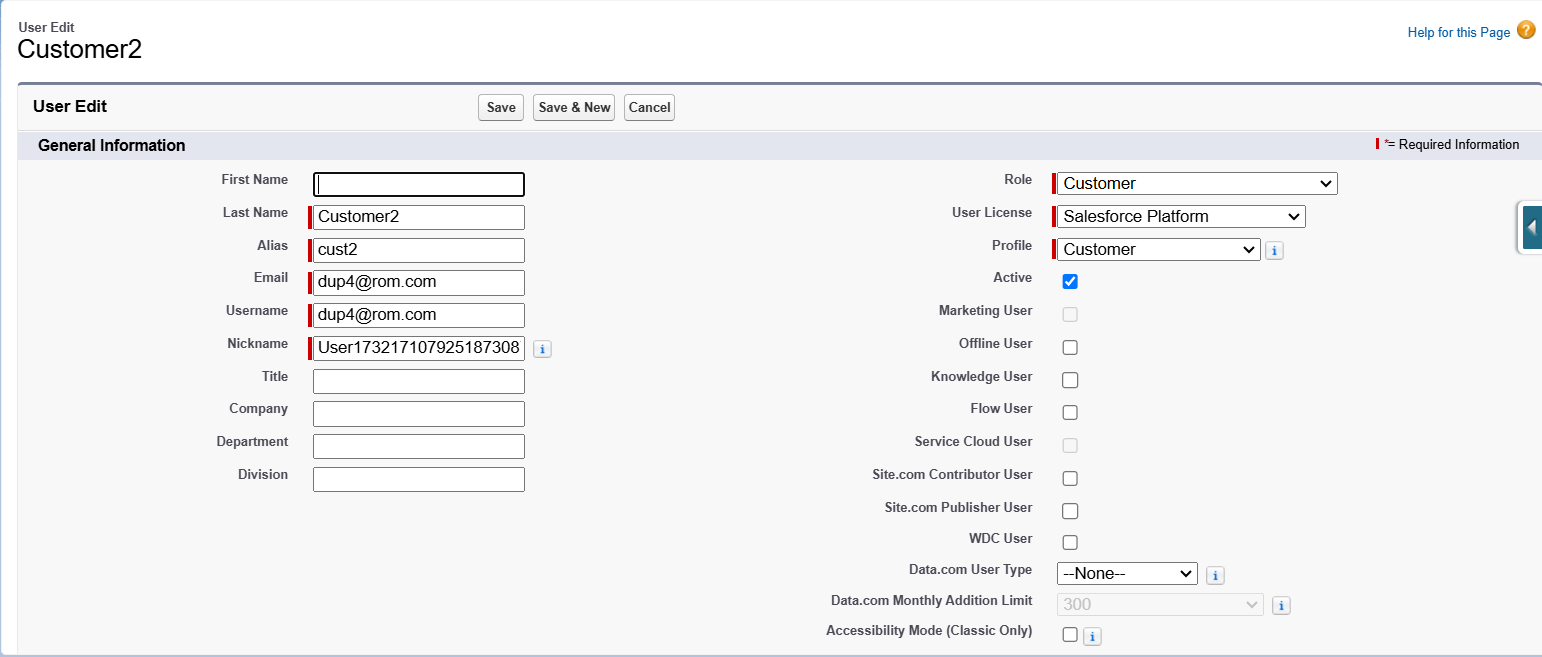 User Edit
Customer2
Help for this Page
User Edit
Save
Save & New
Cancel
General Information
*= Required Information
First Name
Last Name Customer2
Alias cust2
Email dup4@rom.com
Username dup4@rom.com
Nickname User173217107925187308
Title
Company
Department
Division
Role Customer
User License Salesforce Platform
Profile Customer
Active
Marketing User
Offline User
Knowledge User
Flow User
Service Cloud User
Site.com Contributor User
Site.com Publisher User
WDC User
Data.com User Type --None--
Data.com Monthly Addition Limit 300
Accessibility Mode (Classic Only)